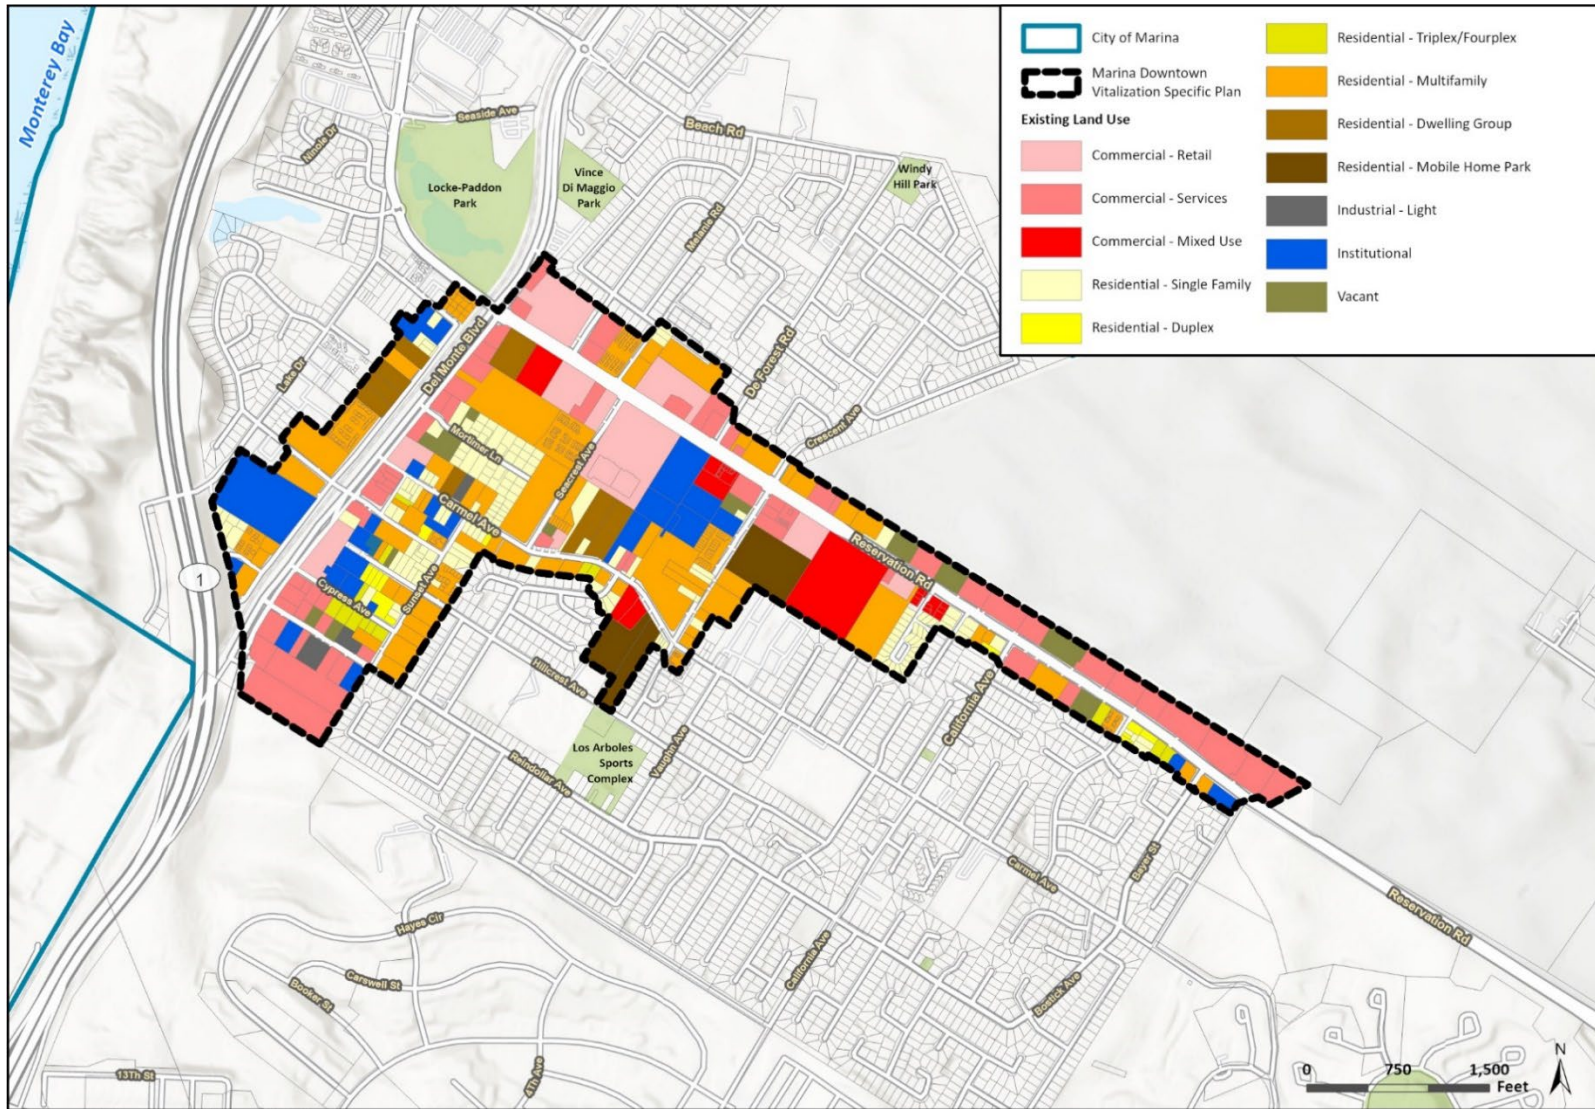 Monterey Bay
City of Marina
Marina Downtown
Vitalization Specific Plan
Existing Land Use
Commercial - Retail
Commercial - Services
Commercial - Mixed Use
Residential - Single Family
Residential - Duplex
Residential - Triplex/Fourplex
Residential - Multifamily
Residential - Dwelling Group
Residential - Mobile Home Park
Industrial - Light
Institutional
Vacant
Seaside Ave
Beach Rd
Ninole Dr
Locke-Paddon
Park
Vince
Di Maggio
Park
Windy
Hill Park
Melanie Rd
Lake Dr
Del Monte Blvd
De Forest Rd
Crescent Ave
Mortimer Ln
Seacrest Ave
Carmel Ave
Reservation Rd
1
Cypress Ave
Sunset Ave
Hillcrest Ave
Los Arboles
Sports
Complex
Vaughn Ave
Reindollar Ave
California Ave
Carmel Ave
Bayer St
Reservation Rd
Hayes Cir
Carswell St
Booker St
California Ave
Bostick Ave
13Th St
4Th Ave
0 750 1,500
Feet
N